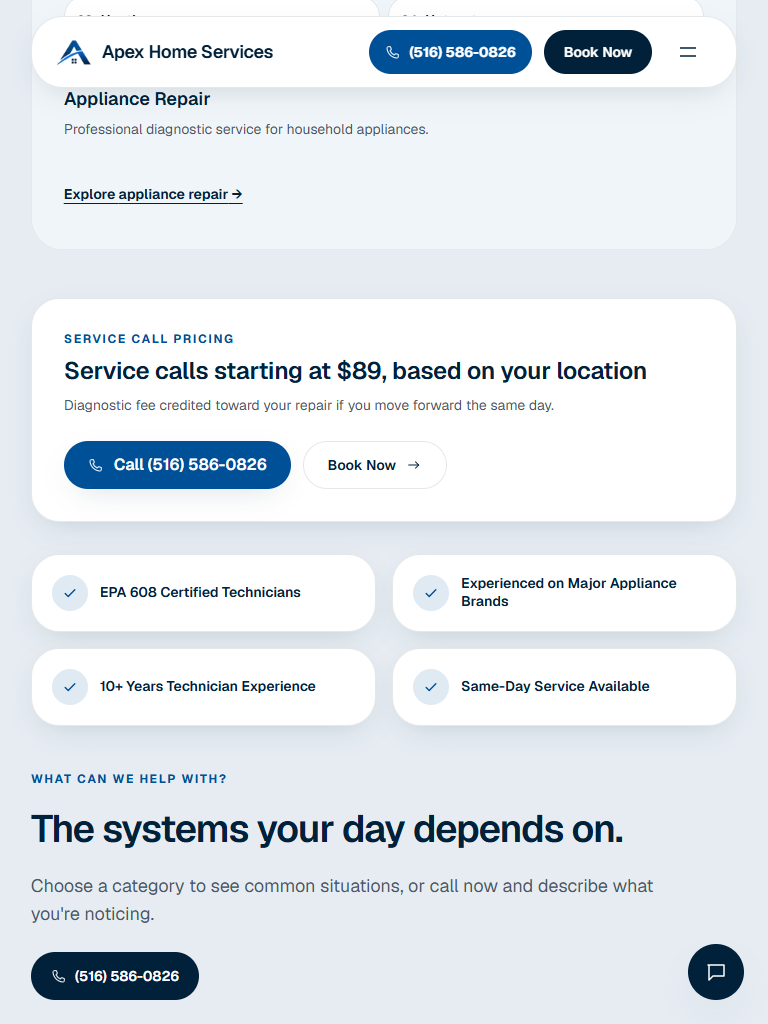 Apex Home Services
(516) 586-0826
Book Now
Appliance Repair
Professional diagnostic service for household appliances.
Explore appliance repair →
SERVICE CALL PRICING
Service calls starting at $89, based on your location
Diagnostic fee credited toward your repair if you move forward the same day.
Call (516) 586-0826
Book Now →
EPA 608 Certified Technicians
Experienced on Major Appliance
Brands
10+ Years Technician Experience
Same-Day Service Available
WHAT CAN WE HELP WITH?
The systems your day depends on.
Choose a category to see common situations, or call now and describe what
you're noticing.
(516) 586-0826